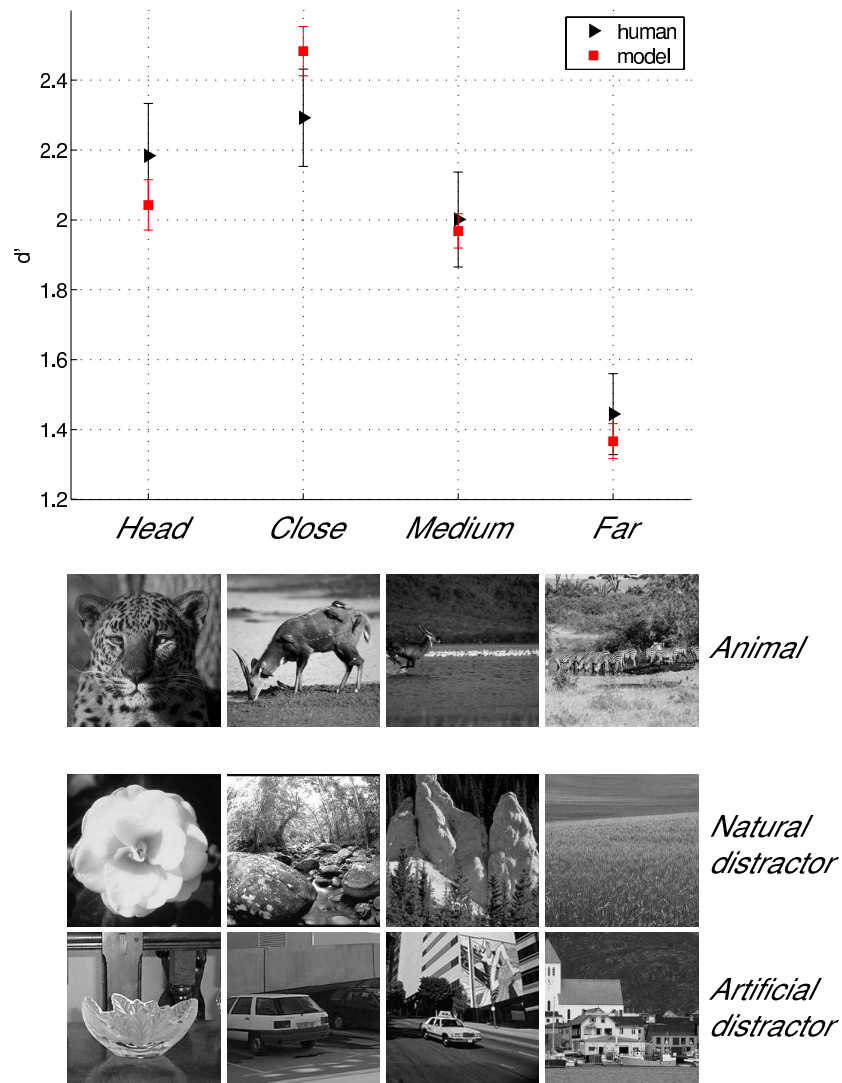 human
model
2.4
2.2
2
1.8
1.6
1.4
1.2
d'
Head Close Medium Far
Animal
Natural
distractor
Artificial
distractor